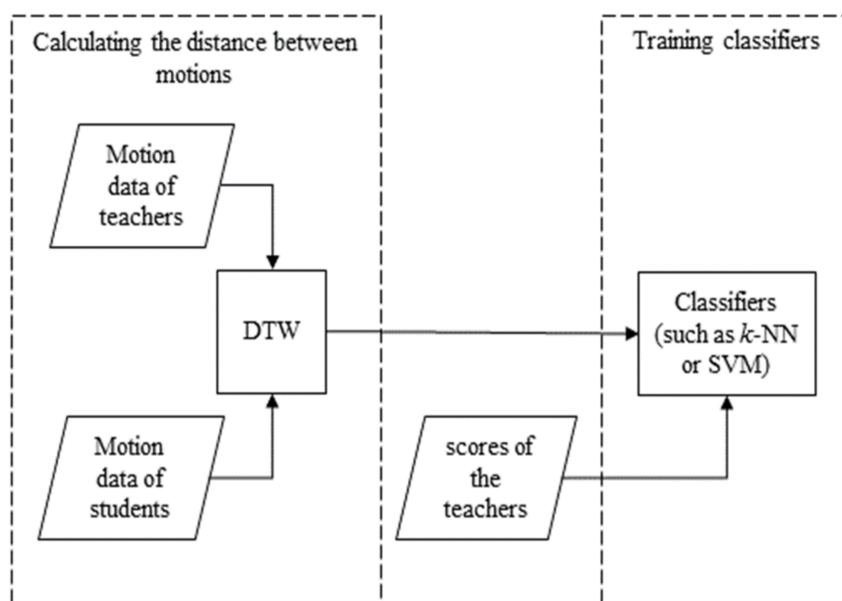 Calculating the distance between
motions
Training classifiers
Motion
data of
teachers
DTW
Classifiers
(such as k-NN
or SVM)
Motion
data of
students
scores of
the
teachers